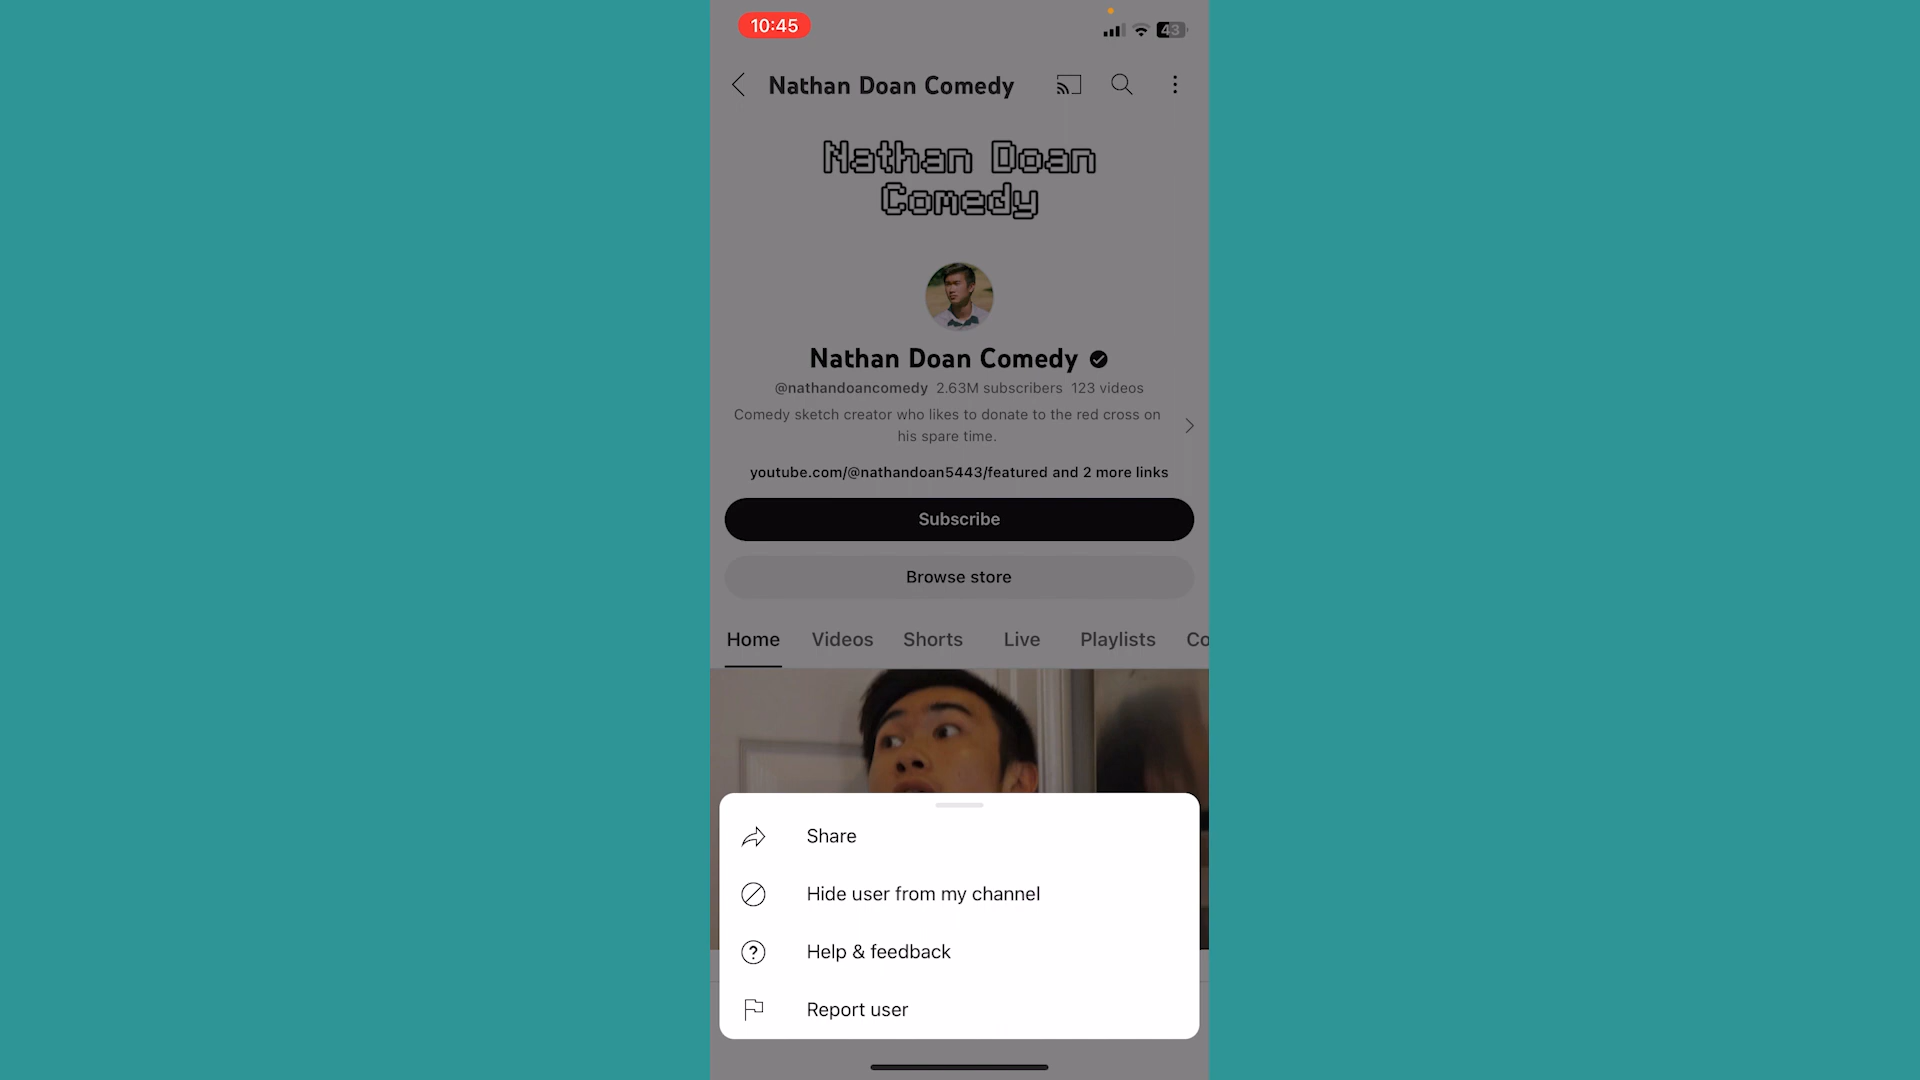 10:45
43
Nathan Doan Comedy
Nathan Doan
Comedy
Nathan Doan Comedy
@nathandoancomedy 2.63M subscribers 123 videos
Comedy sketch creator who likes to donate to the red cross on
his spare time.
youtube.com/@nathandoan5443/featured and 2 more links
Subscribe
Browse store
Home Videos Shorts Live Playlists Co
Share
Hide user from my channel
Help & feedback
Report user